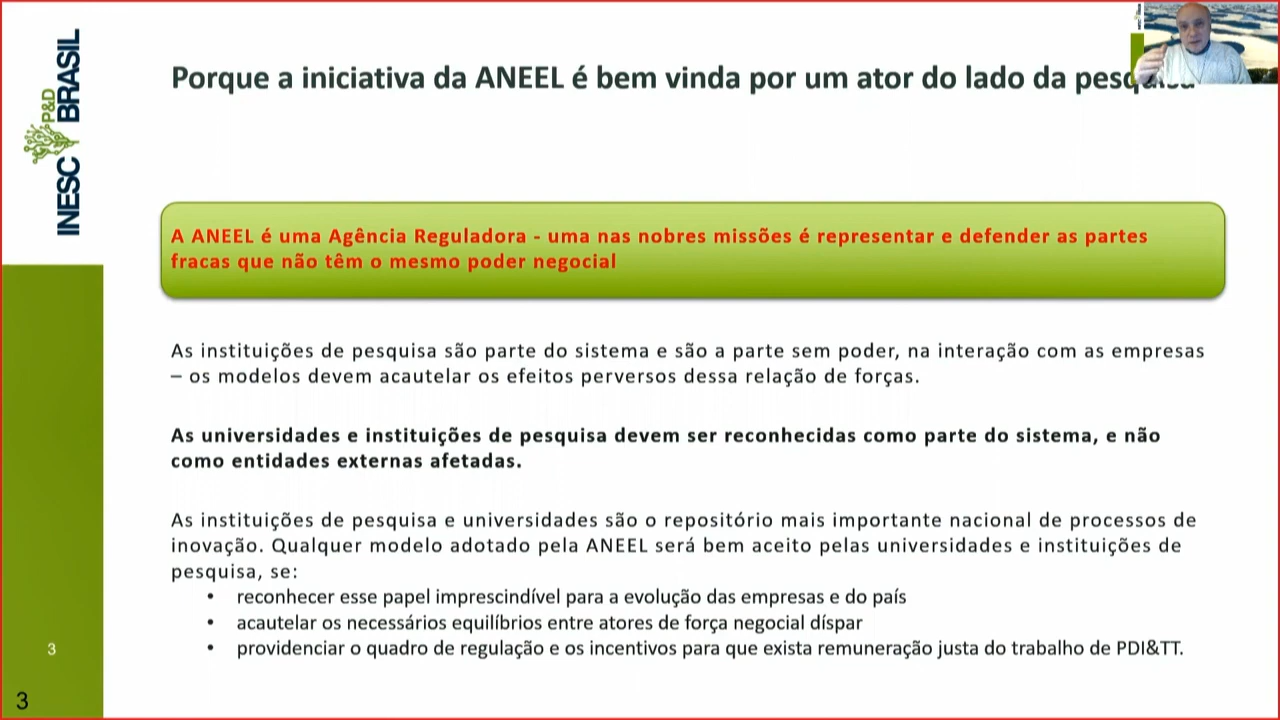 INESC P&D BRASIL
Porque a iniciativa da ANEEL é bem vinda por um ator do lado da pesquisa
A ANEEL é uma Agência Reguladora - uma nas nobres missões é representar e defender as partes
fracas que não têm o mesmo poder negocial
As instituições de pesquisa são parte do sistema e são a parte sem poder, na interação com as empresas
– os modelos devem acautelar os efeitos perversos dessa relação de forças.
As universidades e instituições de pesquisa devem ser reconhecidas como parte do sistema, e não
como entidades externas afetadas.
As instituições de pesquisa e universidades são o repositório mais importante nacional de processos de
inovação. Qualquer modelo adotado pela ANEEL será bem aceito pelas universidades e instituições de
pesquisa, se:
• reconhecer esse papel imprescindível para a evolução das empresas e do país
• acautelar os necessários equilíbrios entre atores de força negocial díspar
• providenciar o quadro de regulação e os incentivos para que exista remuneração justa do trabalho de PDI&TT.
3
3